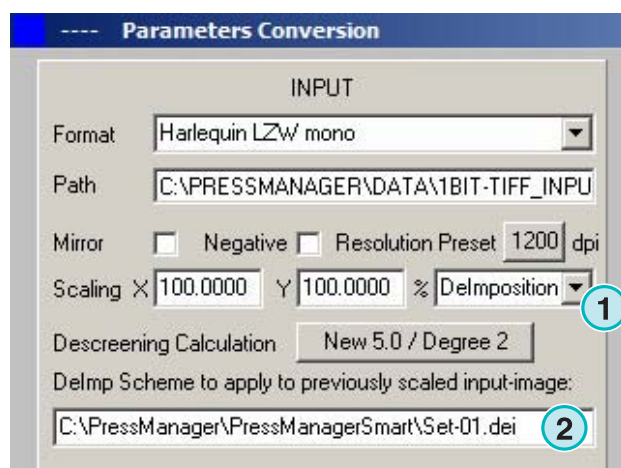 ---- Parameters Conversion
INPUT
Format Harlequin LZW mono
Path C:\PRESSMANAGER\DATA\1BIT-TIFF_INPU
Mirror Negative Resolution Preset 1200 dpi
Scaling X 100.0000 Y 100.0000 % DeImposition
1
Descreening Calculation New 5.0 / Degree 2
DeImp Scheme to apply to previously scaled input-image:
C:\PressManager\PressManagerSmart\Set-01.dei 2